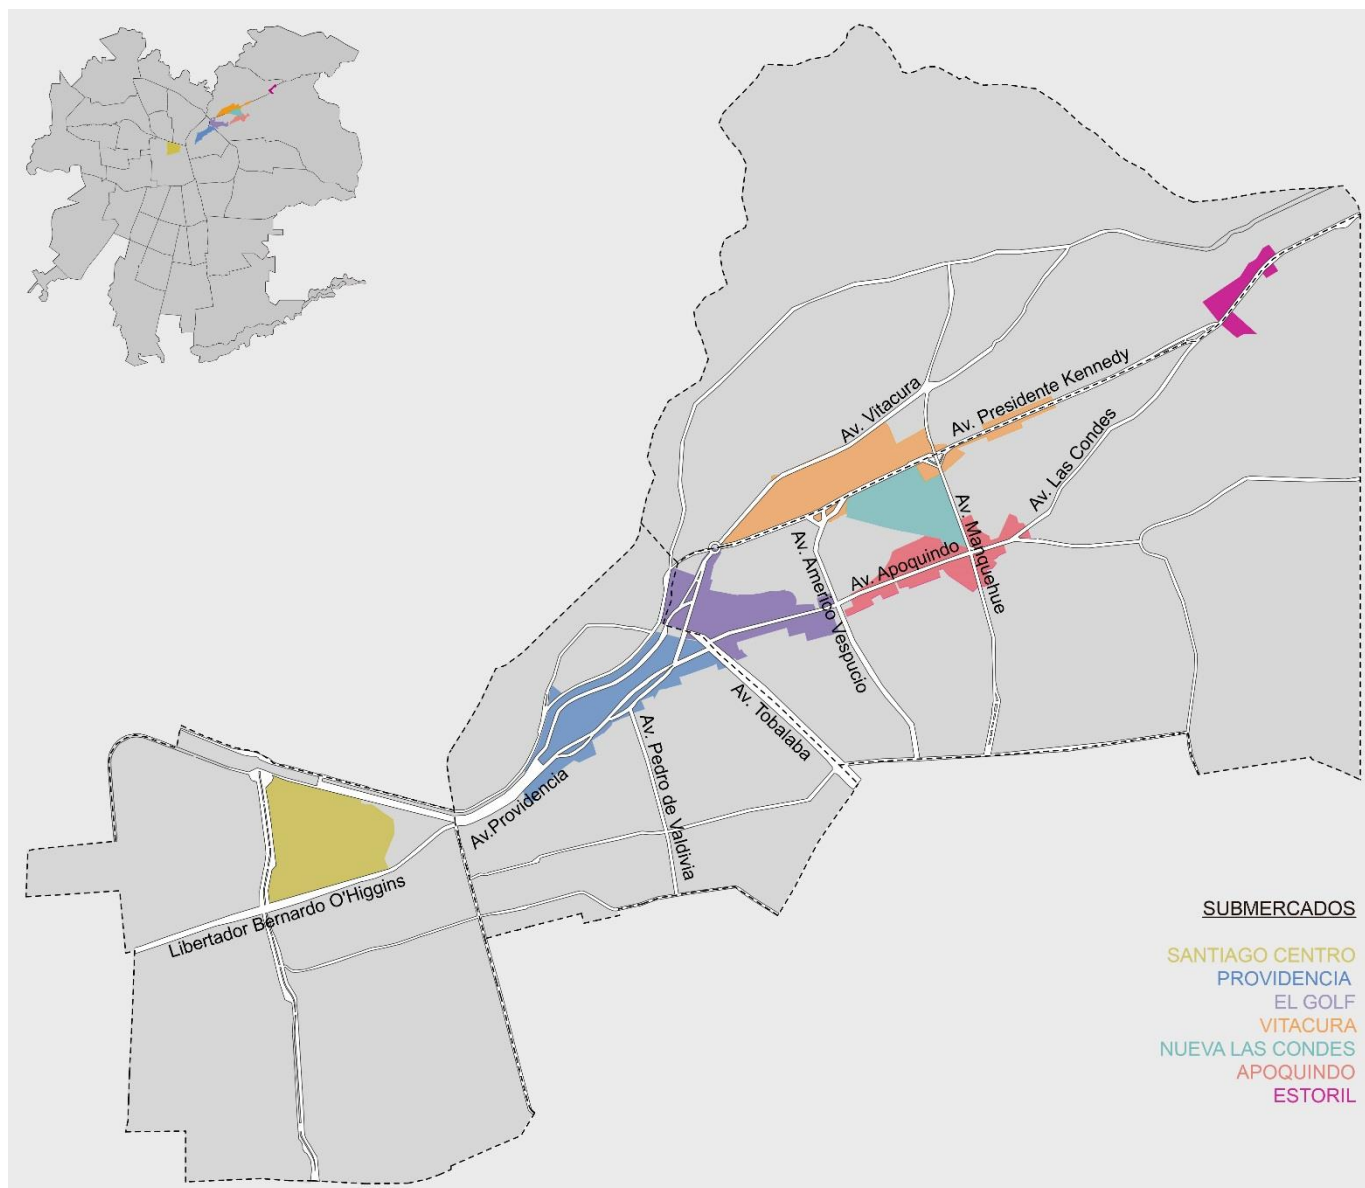 Av. Vitacura
Av. Presidente Kennedy
Av. Las Condes
Av. Manquehue
Av. Apoquindo
Av. Americo Vespucio
Av. Tobalaba
Av. Pedro de Valdivia
Av.Providencia
Libertador Bernardo O'Higgins
SUBMERCADOS
SANTIAGO CENTRO
PROVIDENCIA
EL GOLF
VITACURA
NUEVA LAS CONDES
APOQUINDO
ESTORIL